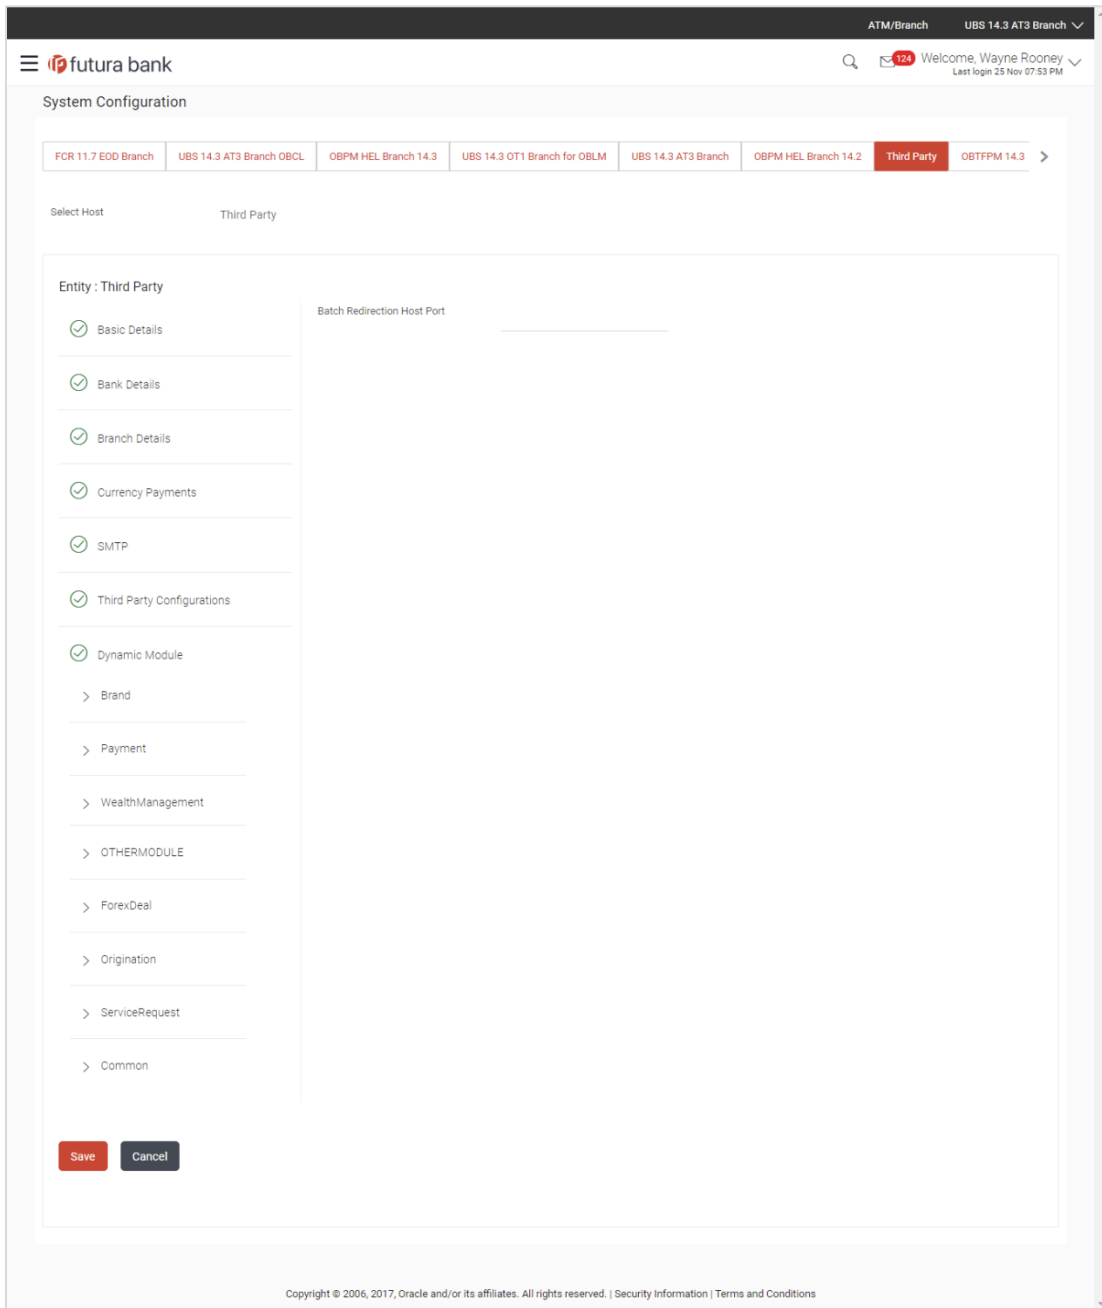 ATM/Branch UBS 14.3 AT3 Branch
futura bank
124 Welcome, Wayne Rooney
Last login 25 Nov 07:53 PM
System Configuration
FCR 11.7 EOD Branch UBS 14.3 AT3 Branch OBCL OBPM HEL Branch 14.3 UBS 14.3 OT1 Branch for OBLM UBS 14.3 AT3 Branch OBPM HEL Branch 14.2 Third Party OBTFPM 14.3
Select Host Third Party
Entity : Third Party
Batch Redirection Host Port
Basic Details
Bank Details
Branch Details
Currency Payments
SMTP
Third Party Configurations
Dynamic Module
Brand
Payment
WealthManagement
OTHERMODULE
ForexDeal
Origination
ServiceRequest
Common
Save Cancel
Copyright © 2006, 2017, Oracle and/or its affiliates. All rights reserved. | Security Information | Terms and Conditions